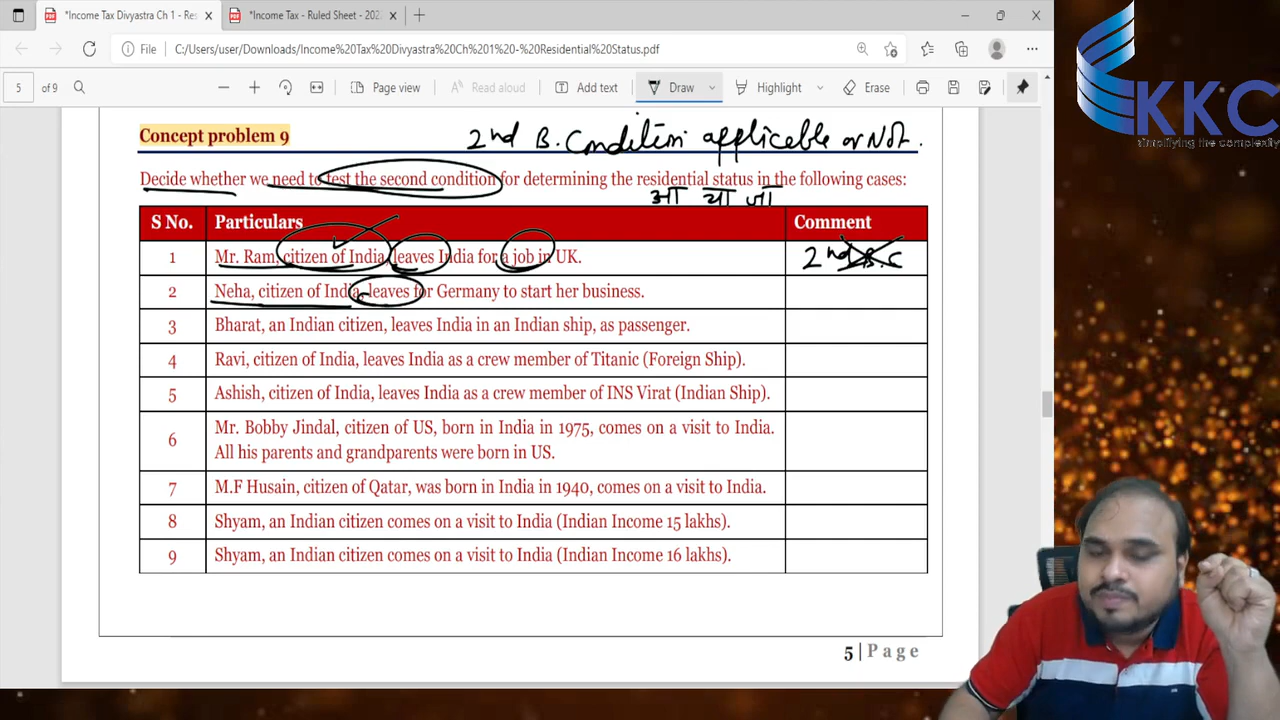 *Income Tax Divyastra Ch 1 - Res
*Income Tax - Ruled Sheet - 202
File
C:/Users/user/Downloads/Income%20Tax%20Divyastra%20Ch%201%20-%20Residential%20Status.pdf
5 of 9
Page view
Read aloud
Add text
Draw
Highlight
Erase
KKC
simplifying the complexity
Concept problem 9
2nd B. Condition applicable or Not.
Decide whether we need to test the second condition for determining the residential status in the following cases:
आ या जा
S No. Particulars Comment
1 Mr. Ram, citizen of India, leaves India for a job in UK. 2nd B.C
2 Neha, citizen of India, leaves for Germany to start her business.
3 Bharat, an Indian citizen, leaves India in an Indian ship, as passenger.
4 Ravi, citizen of India, leaves India as a crew member of Titanic (Foreign Ship).
5 Ashish, citizen of India, leaves India as a crew member of INS Virat (Indian Ship).
6 Mr. Bobby Jindal, citizen of US, born in India in 1975, comes on a visit to India.
All his parents and grandparents were born in US.
7 M.F Husain, citizen of Qatar, was born in India in 1940, comes on a visit to India.
8 Shyam, an Indian citizen comes on a visit to India (Indian Income 15 lakhs).
9 Shyam, an Indian citizen comes on a visit to India (Indian Income 16 lakhs).
5 | Page